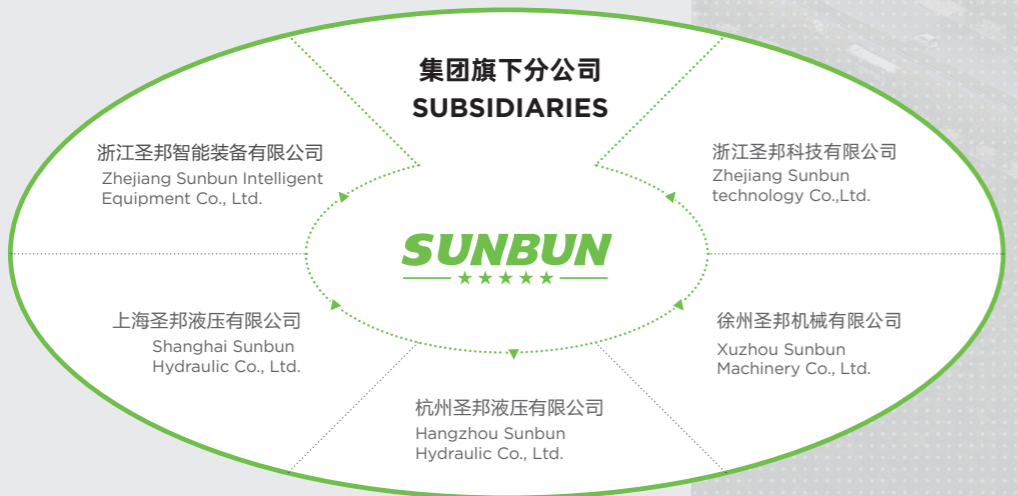 集团旗下分公司
SUBSIDIARIES
浙江圣邦智能装备有限公司
Zhejiang Sunbun Intelligent
Equipment Co., Ltd.
浙江圣邦科技有限公司
Zhejiang Sunbun
technology Co.,Ltd.
SUNBUN
上海圣邦液压有限公司
Shanghai Sunbun
Hydraulic Co., Ltd.
徐州圣邦机械有限公司
Xuzhou Sunbun
Machinery Co., Ltd.
杭州圣邦液压有限公司
Hangzhou Sunbun
Hydraulic Co., Ltd.